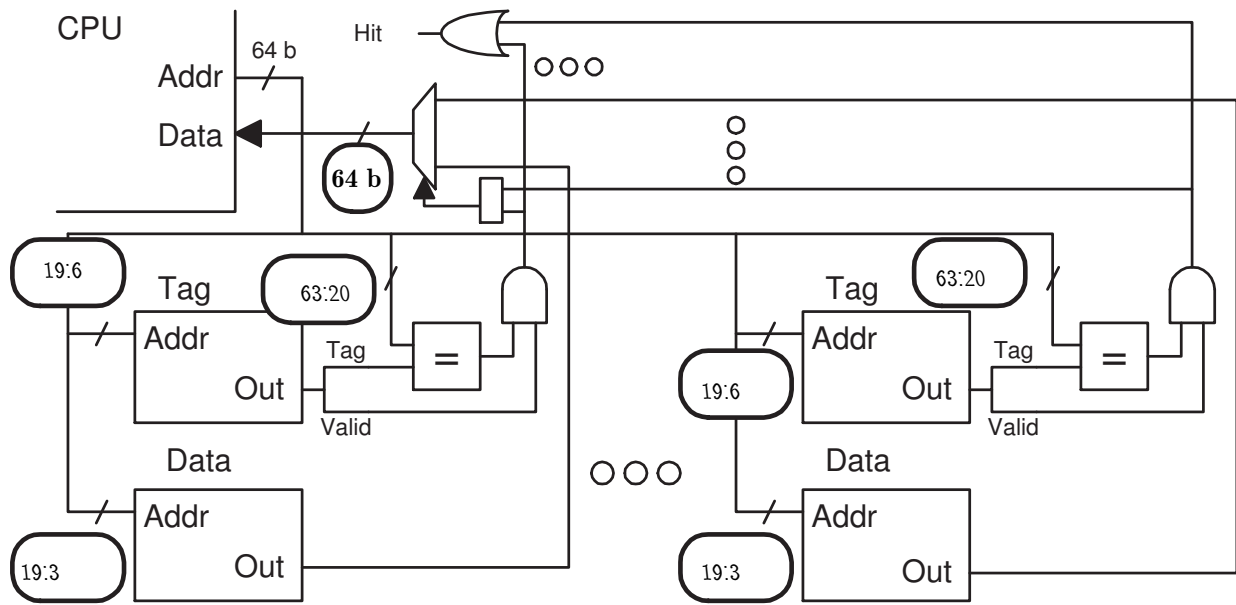 CPU
Hit
64 b
Addr
Data
64 b
19:6
63:20
63:20
Tag
Tag
Addr
Addr
Tag
=
Tag
=
19:6
Out
Out
Valid
Valid
Data
Data
Addr
Addr
19:3
Out
19:3
Out